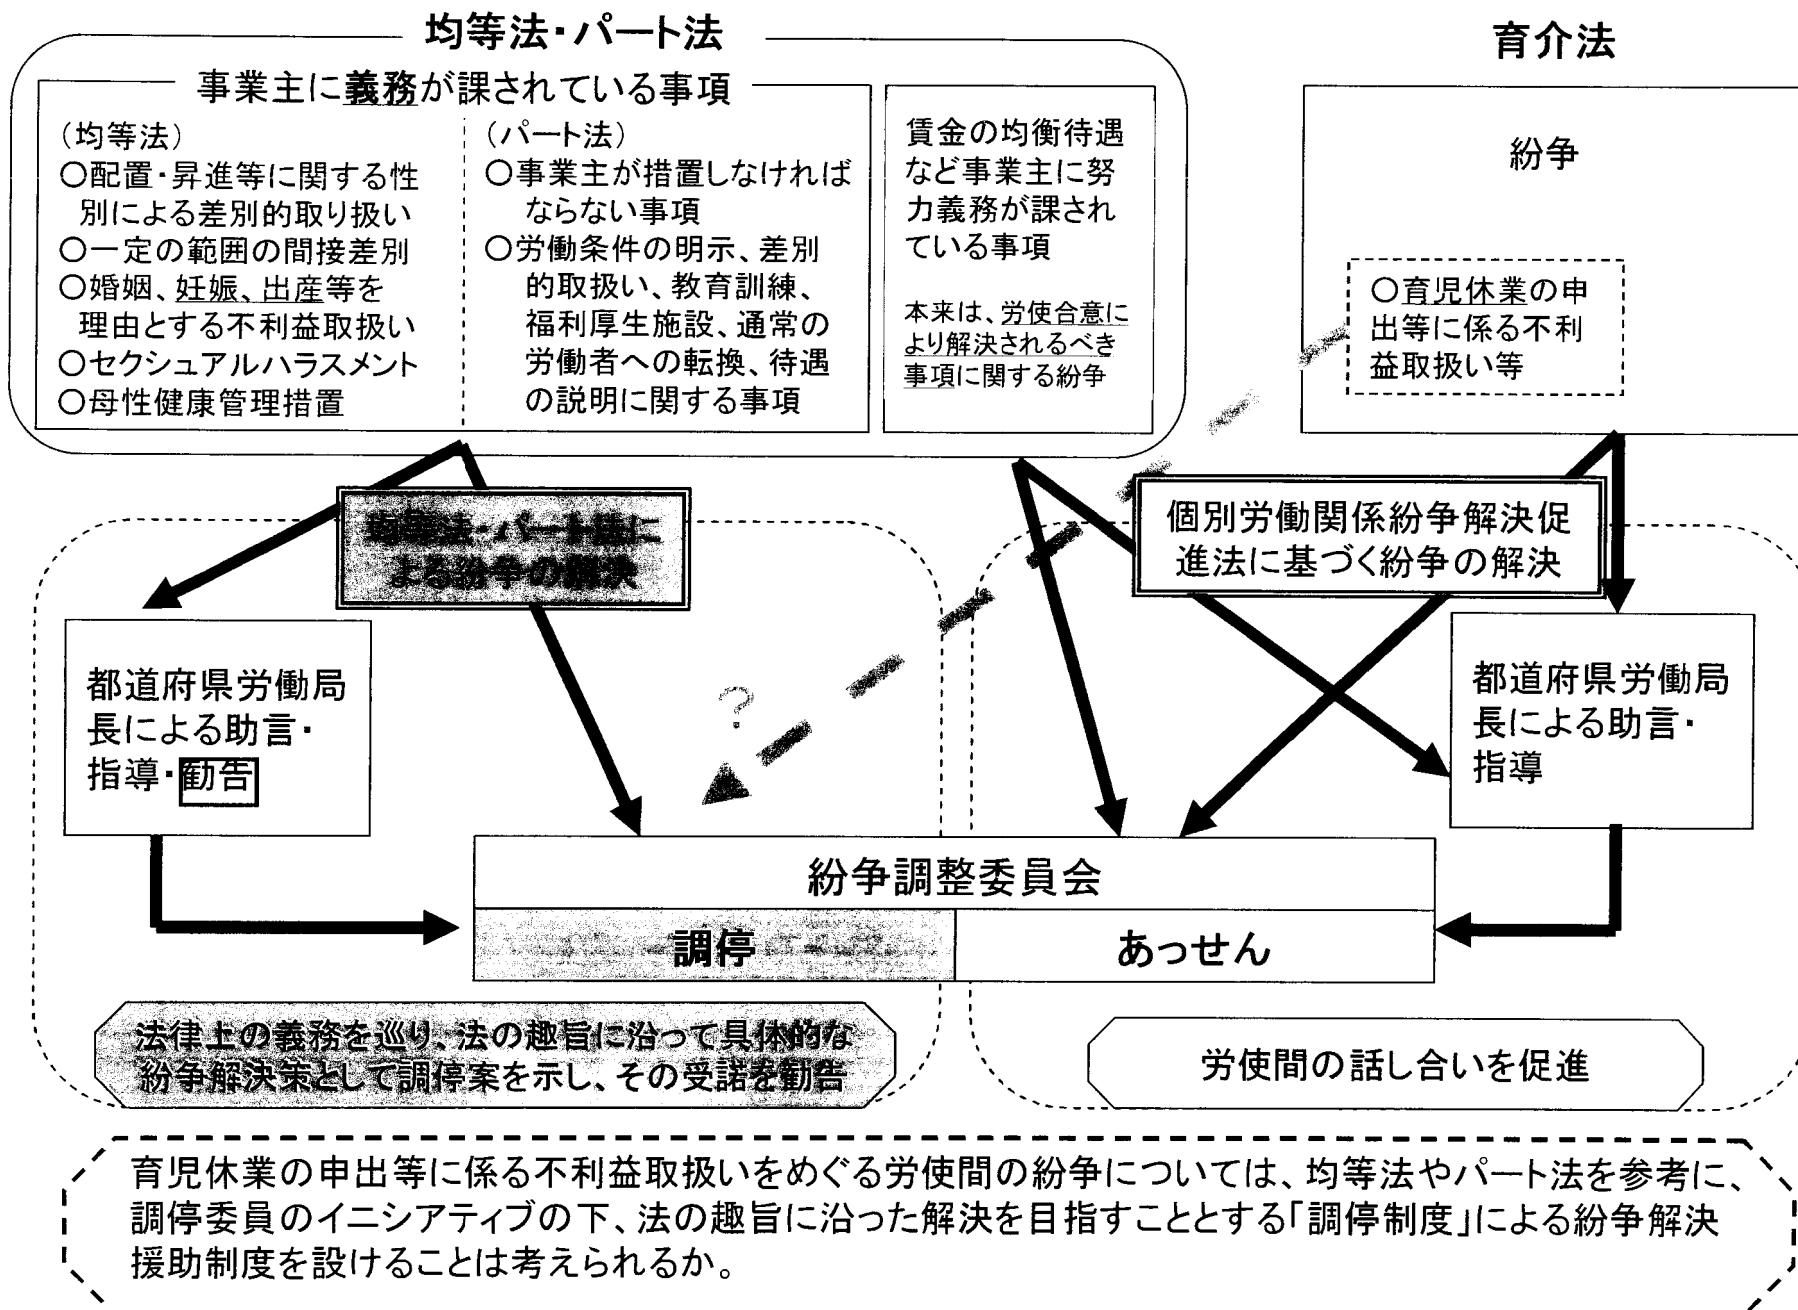 均等法・パート法
事業主に義務が課されている事項
（均等法）
○配置・昇進等に関する性
別による差別的取り扱い
○一定の範囲の間接差別
○婚姻、妊娠、出産等を
理由とする不利益取扱い
○セクシュアルハラスメント
○母性健康管理措置
（パート法）
○事業主が措置しなければ
ならない事項
○労働条件の明示、差別
的取扱い、教育訓練、
福利厚生施設、通常の
労働者への転換、待遇
の説明に関する事項
賃金の均衡待遇
など事業主に努
力義務が課され
ている事項
本来は、労使合意に
より解決されるべき
事項に関する紛争
育介法
紛争
○育児休業の申
出等に係る不利
益取扱い等
均等法・パート法に
よる紛争の解決
個別労働関係紛争解決促
進法に基づく紛争の解決
都道府県労働局
長による助言・
指導・勧告
？
都道府県労働局
長による助言・
指導
紛争調整委員会
調停
あっせん
法律上の義務を巡り、法の趣旨に沿って具体的な
紛争解決策として調停案を示し、その受諾を勧告
労使間の話し合いを促進
育児休業の申出等に係る不利益取扱いをめぐる労使間の紛争については、均等法やパート法を参考に、
調停委員のイニシアティブの下、法の趣旨に沿った解決を目指すこととする「調停制度」による紛争解決
援助制度を設けることは考えられるか。